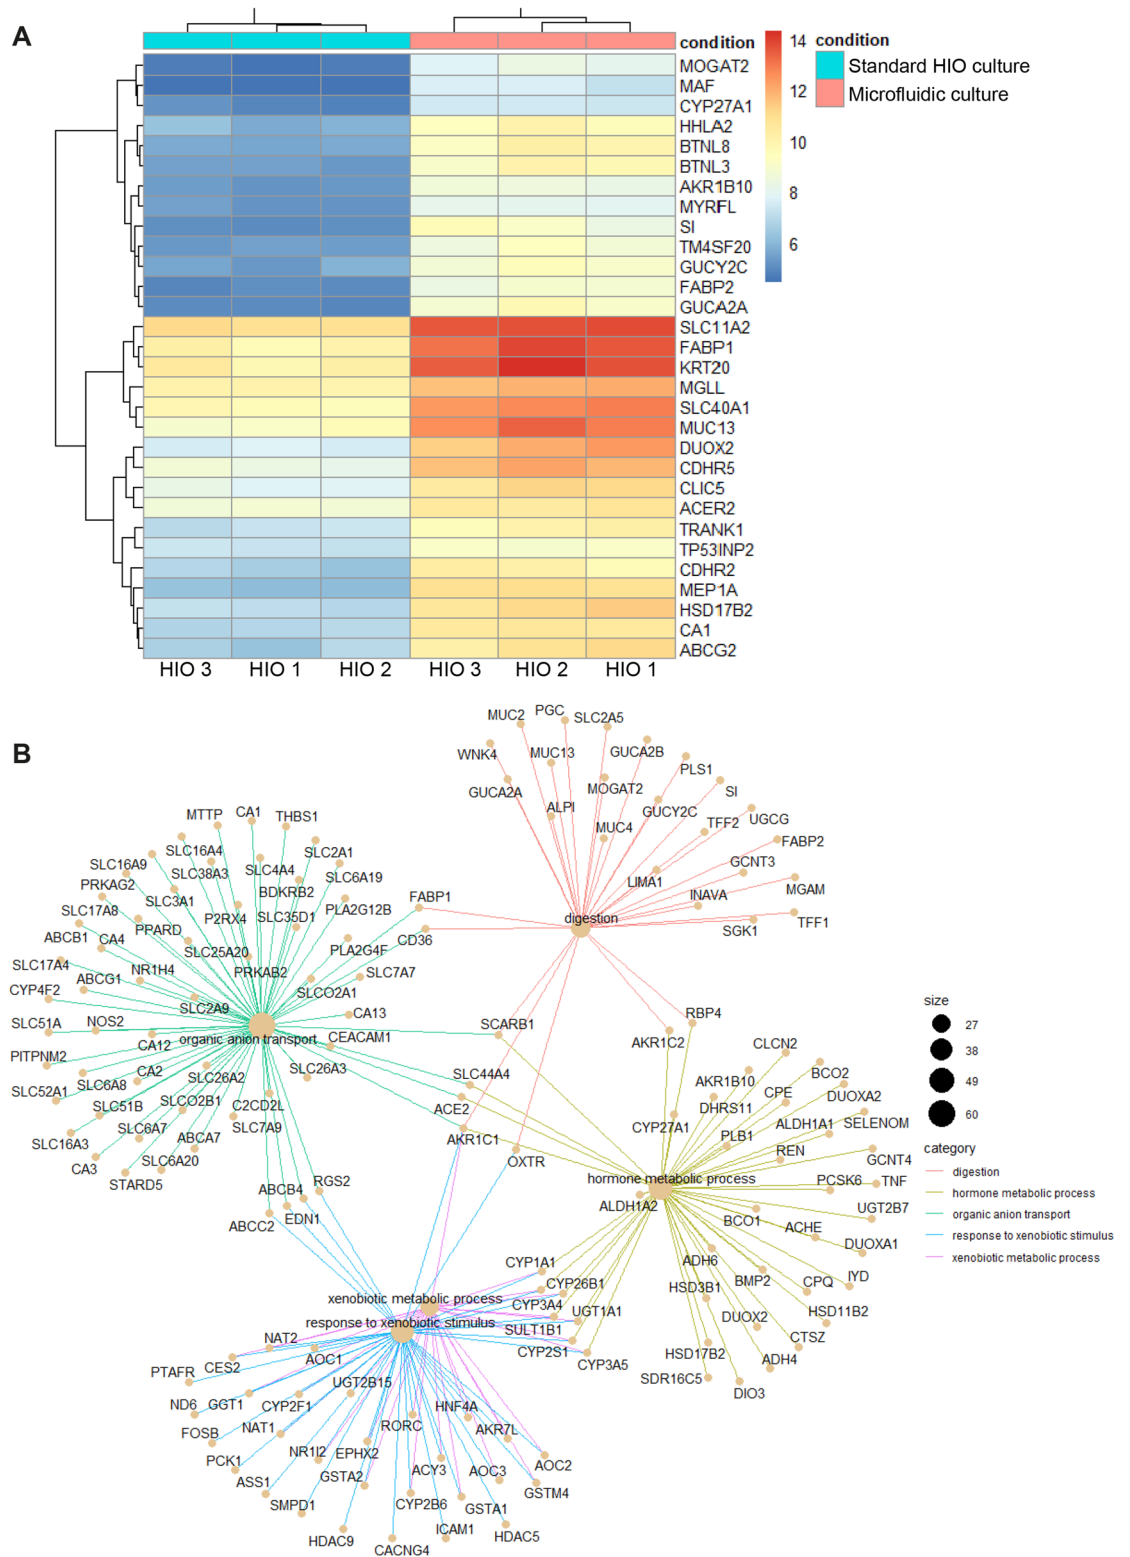 A
condition
14
condition
MOGAT2
Standard HIO culture
MAF
12
Microfluidic culture
CYP27A1
HHLA2
10
BTNL8
BTNL3
AKR1B10
8
MYRFL
SI
TM4SF20
6
GUCY2C
FABP2
GUCA2A
SLC11A2
FABP1
KRT20
MGLL
SLC40A1
MUC13
DUOX2
CDHR5
CLIC5
ACER2
TRANK1
TP53INP2
CDHR2
MEP1A
HSD17B2
CA1
ABCG2
HIO 3 HIO 1 HIO 2 HIO 3 HIO 2 HIO 1
B
MUC2 PGC SLC2A5
WNK4 MUC13 GUCA2B
PLS1
GUCA2A MOGAT2 SI
ALPI GUCY2C
MUC4 TFF2 UGCG
FABP2
GCNT3
LIMA1 MGAM
INAVA
TFF1
SGK1
digestion
MTTP CA1 THBS1
SLC16A4 SLC2A1
SLC16A9 SLC38A3 SLC4A4 SLC6A19
PRKAG2 BDKRB2
SLC3A1 PLA2G12B FABP1
SLC17A8 P2RX4 SLC35D1
PPARD CD36
ABCB1 CA4 SLC25A20 PLA2G4F
SLC17A4 NR1H4 PRKAB2 SLC7A7
ABCG1
CYP4F2 SLCO2A1
SLC2A9 CA13
SLC51A NOS2
organic anion transport CEACAM1
CA12
PITPNM2
SLC26A3
CA2 SLC26A2
SLC52A1 SLC6A8
SLC51B SLCO2B1 C2CD2L
SLC7A9
SLC16A3 SLC6A7 ABCA7
CA3 SLC6A20
STARD5
SCARB1 RBP4
AKR1C2
SLC44A4
ACE2
AKR1C1
OXTR
CLCN2
AKR1B10 BCO2
CPE DUOXA2
DHRS11
CYP27A1 ALDH1A1 SELENOM
PLB1
REN GCNT4
hormone metabolic process PCSK6 TNF
ALDH1A2
BCO1 UGT2B7
ACHE
DUOXA1
ADH6
BMP2 CPQ IYD
HSD3B1
DUOX2 HSD11B2
CTSZ
HSD17B2
ADH4
SDR16C5
DIO3
size
27
38
49
60
category
digestion
hormone metabolic process
organic anion transport
response to xenobiotic stimulus
xenobiotic metabolic process
RGS2
ABCB4
EDN1
ABCC2
CYP1A1
CYP26B1
xenobiotic metabolic process CYP3A4
UGT1A1
response to xenobiotic stimulus SULT1B1
CYP2S1
CYP3A5
NAT2
AOC1
CES2
PTAFR
UGT2B15
ND6 GGT1 CYP2F1
HNF4A
FOSB NAT1 RORC AKR7L
PCK1 NR1I2 EPHX2
ASS1 GSTA2 ACY3 AOC3 AOC2
GSTM4
SMPD1 CYP2B6 GSTA1
HDAC9 ICAM1 HDAC5
CACNG4